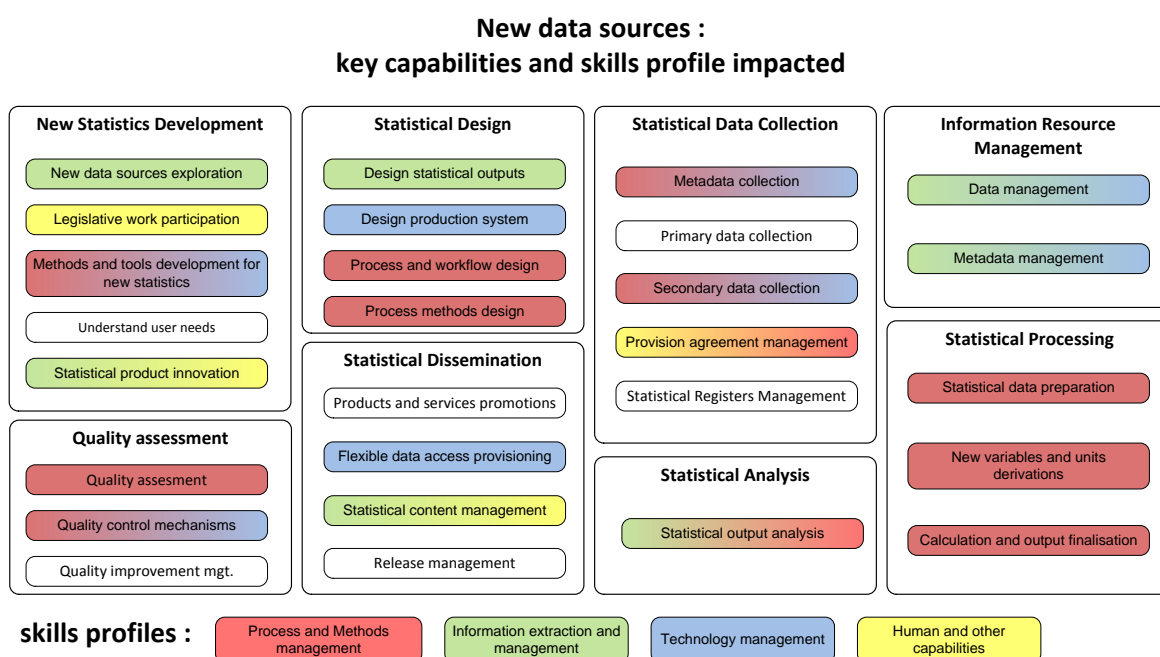 New data sources :
key capabilities and skills profile impacted
New Statistics Development
New data sources exploration
Legislative work participation
Methods and tools development for
new statistics
Understand user needs
Statistical product innovation
Quality assessment
Quality assesment
Quality control mechanisms
Quality improvement mgt.
Statistical Design
Design statistical outputs
Design production system
Process and workflow design
Process methods design
Statistical Dissemination
Products and services promotions
Flexible data access provisioning
Statistical content management
Release management
Statistical Data Collection
Metadata collection
Primary data collection
Secondary data collection
Provision agreement management
Statistical Registers Management
Statistical Analysis
Statistical output analysis
Information Resource
Management
Data management
Metadata management
Statistical Processing
Statistical data preparation
New variables and units
derivations
Calculation and output finalisation
skills profiles :
Process and Methods
management
Information extraction and
management
Technology management
Human and other
capabilities